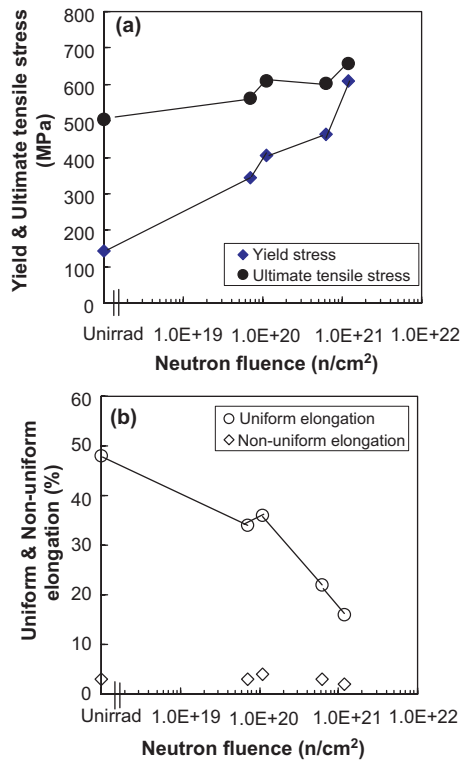 (a)
800
700
600
500
400
300
200
100
0
Yield & Ultimate tensile stress
(MPa)
Yield stress
Ultimate tensile stress
Unirrad 1.0E+19 1.0E+20 1.0E+21 1.0E+22
Neutron fluence (n/cm²)
(b)
60
50
40
30
20
10
0
Uniform & Non-uniform
elongation (%)
Uniform elongation
Non-uniform elongation
Unirrad 1.0E+19 1.0E+20 1.0E+21 1.0E+22
Neutron fluence (n/cm²)